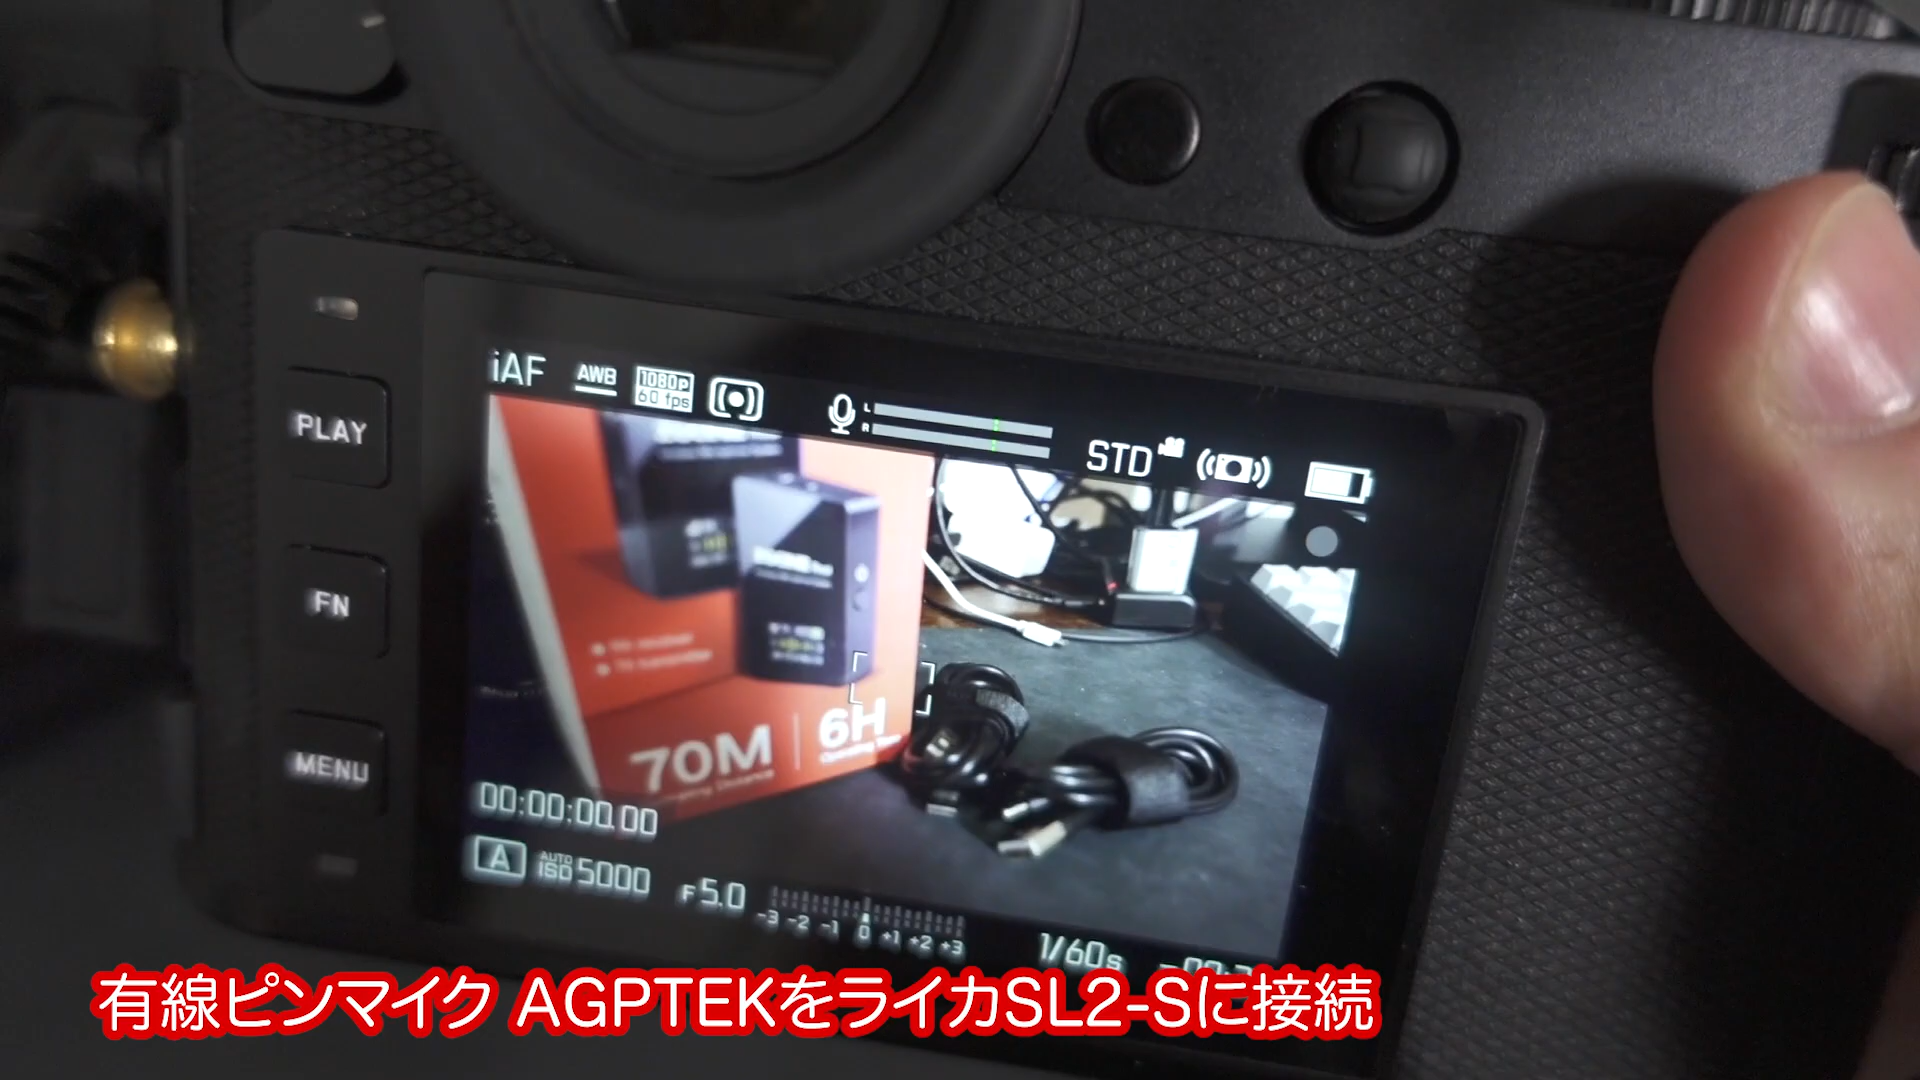 iAF
AWB
1080P
60 fps
L
R
STD
PLAY
FN
MENU
70M
6H
00:00:00.00
A
AUTO
ISO 5000
F5.0
-3 -2 -1 0 +1 +2 +3
1/60s
有線ピンマイク AGPTEKをライカSL2-Sに接続